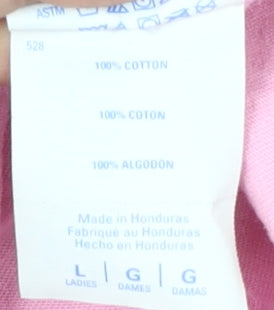 ASTM
528
100% COTTON
100% COTON
100% ALGODÓN
Made in Honduras
Fabriqué au Honduras
Hecho en Honduras
L | G | G
LADIES DAMES DAMAS